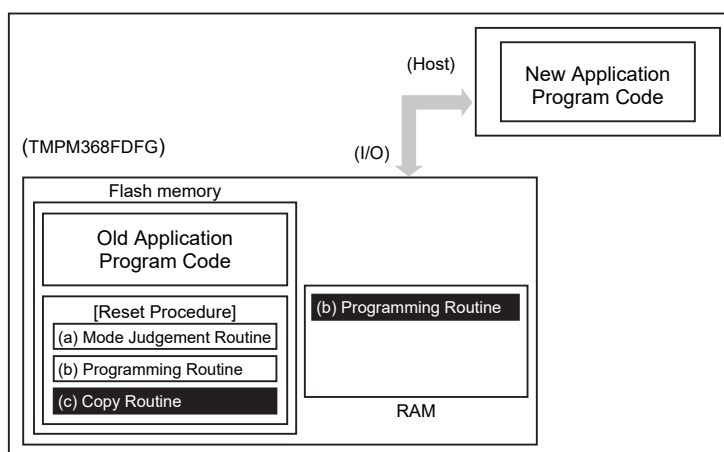 (Host)
New Application
Program Code
(TMPM368FDFG)
(I/O)
Flash memory
Old Application
Program Code
[Reset Procedure]
(a) Mode Judgement Routine
(b) Programming Routine
(c) Copy Routine
(b) Programming Routine
RAM